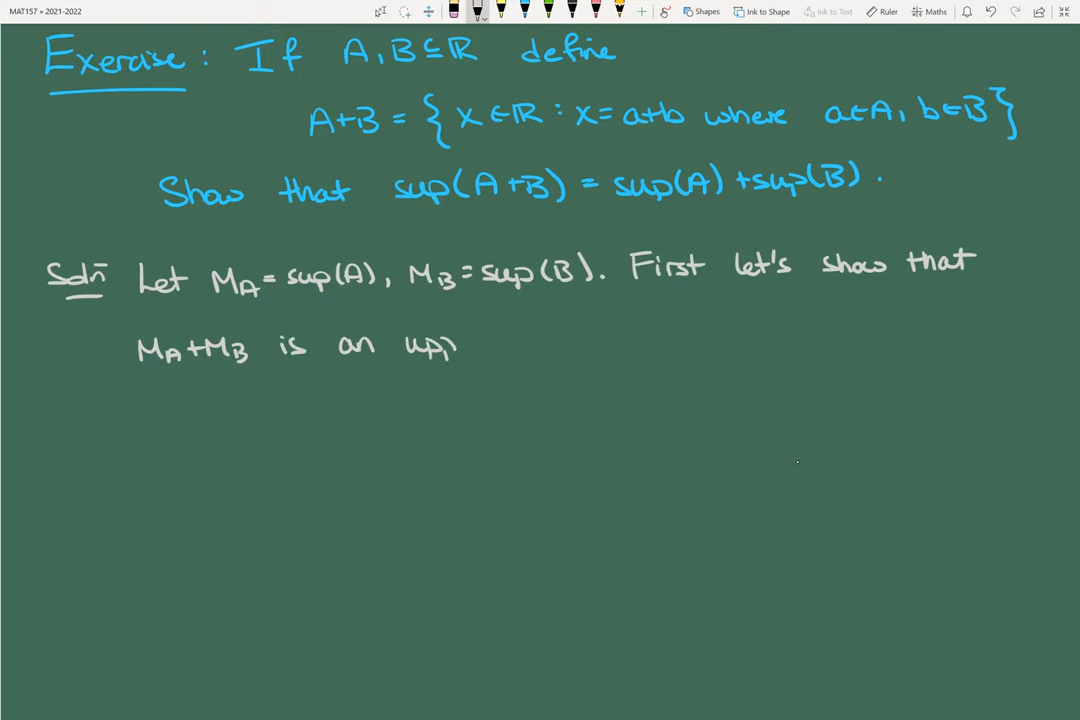 MAT157 » 2021-2022
Shapes Ink to Shape Ink to Text Ruler Maths
Exercise: If A, B ⊆ ℝ define
A+B = { x ∈ ℝ : x = a+b where a ∈ A, b ∈ B }
Show that sup(A+B) = sup(A) + sup(B).
Soln Let M_A = sup(A), M_B = sup(B). First let's show that
M_A + M_B is an upp